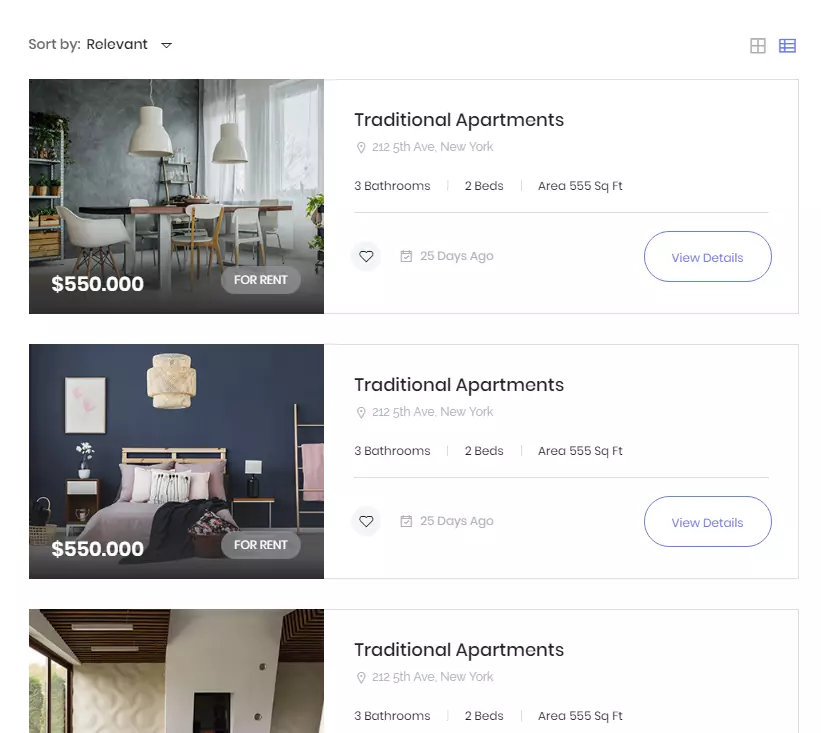 Sort by: Relevant
Traditional Apartments
212 5th Ave, New York
3 Bathrooms 2 Beds Area 555 Sq Ft
$550.000 FOR RENT
25 Days Ago View Details
Traditional Apartments
212 5th Ave, New York
3 Bathrooms 2 Beds Area 555 Sq Ft
$550.000 FOR RENT
25 Days Ago View Details
Traditional Apartments
212 5th Ave, New York
3 Bathrooms 2 Beds Area 555 Sq Ft